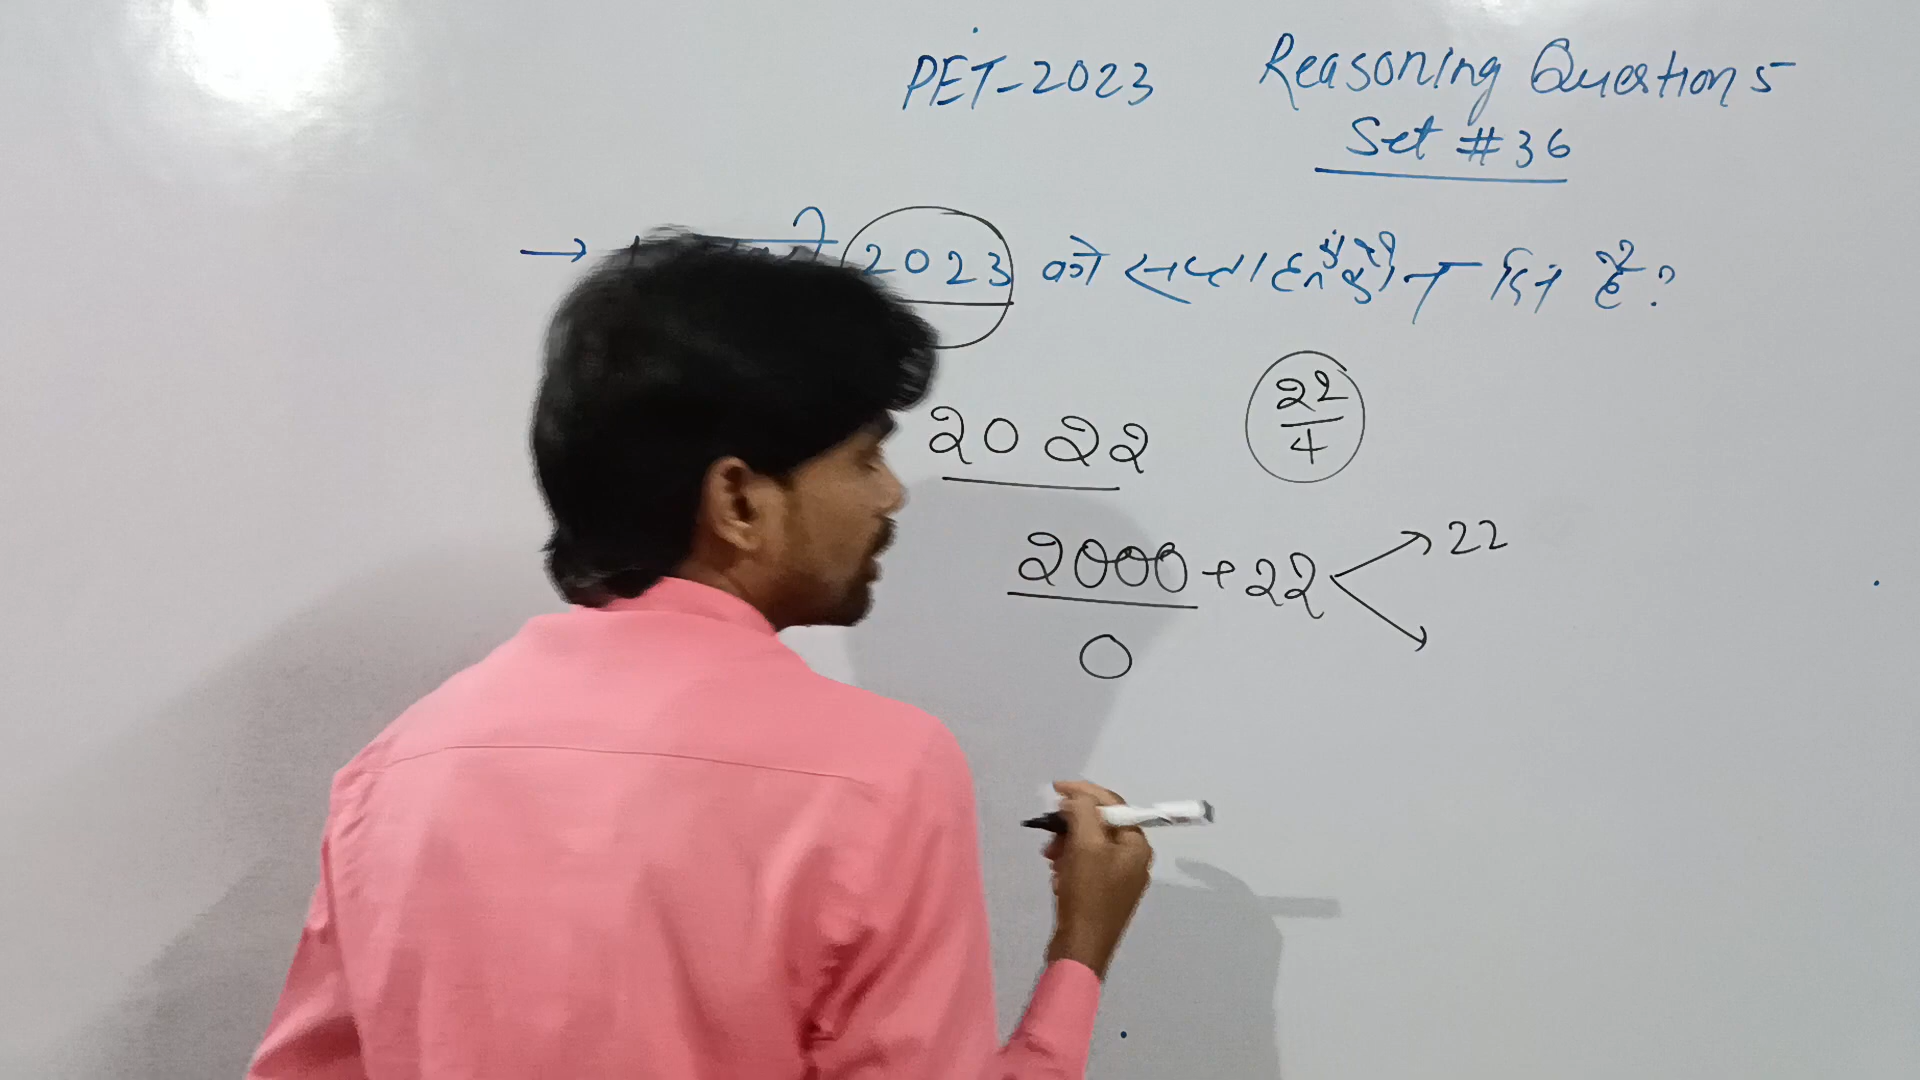 PET-2023 Reasoning Questions
Set #36
→ 2023 को सप्ताह का कौन सा दिन है?
2022
22
4
2000+22
22
0